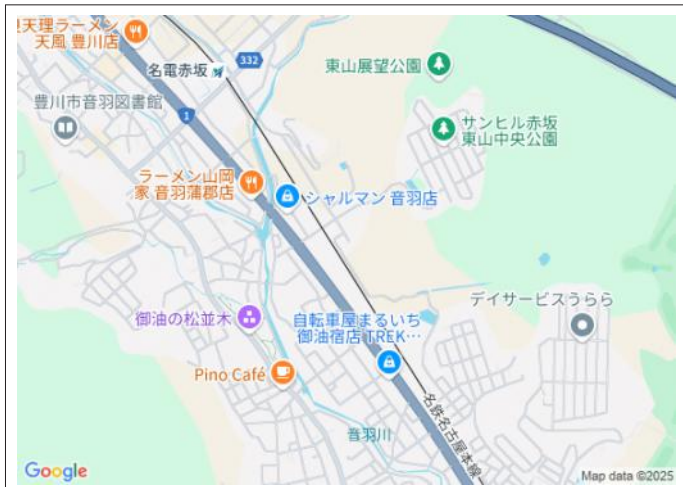 天理ラーメン
天風 豊川店
332
名電赤坂
東山展望公園
豊川市音羽図書館
1
サンヒル赤坂
東山中央公園
ラーメン山岡
家 音羽蒲郡店
シャルマン 音羽店
デイサービスうらら
御油の松並木
自転車屋まるいち
御油宿店 TREK…
Pino Café
名鉄名古屋本線
音羽川
Google
Map data ©2025